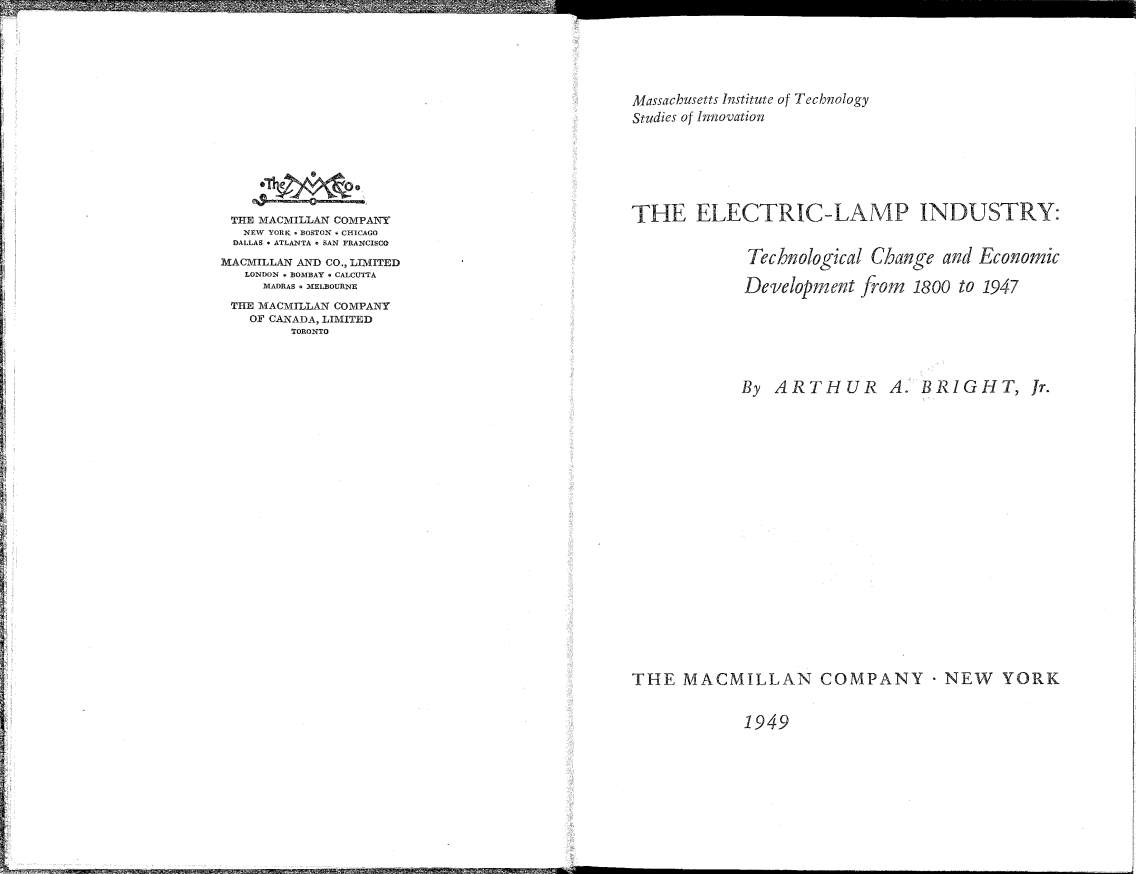 The M Co.
THE MACMILLAN COMPANY
NEW YORK • BOSTON • CHICAGO
DALLAS • ATLANTA • SAN FRANCISCO
MACMILLAN AND CO., LIMITED
LONDON • BOMBAY • CALCUTTA
MADRAS • MELBOURNE
THE MACMILLAN COMPANY
OF CANADA, LIMITED
TORONTO
Massachusetts Institute of Technology
Studies of Innovation
THE ELECTRIC-LAMP INDUSTRY:
Technological Change and Economic
Development from 1800 to 1947
By ARTHUR A. BRIGHT, Jr.
THE MACMILLAN COMPANY · NEW YORK
1949